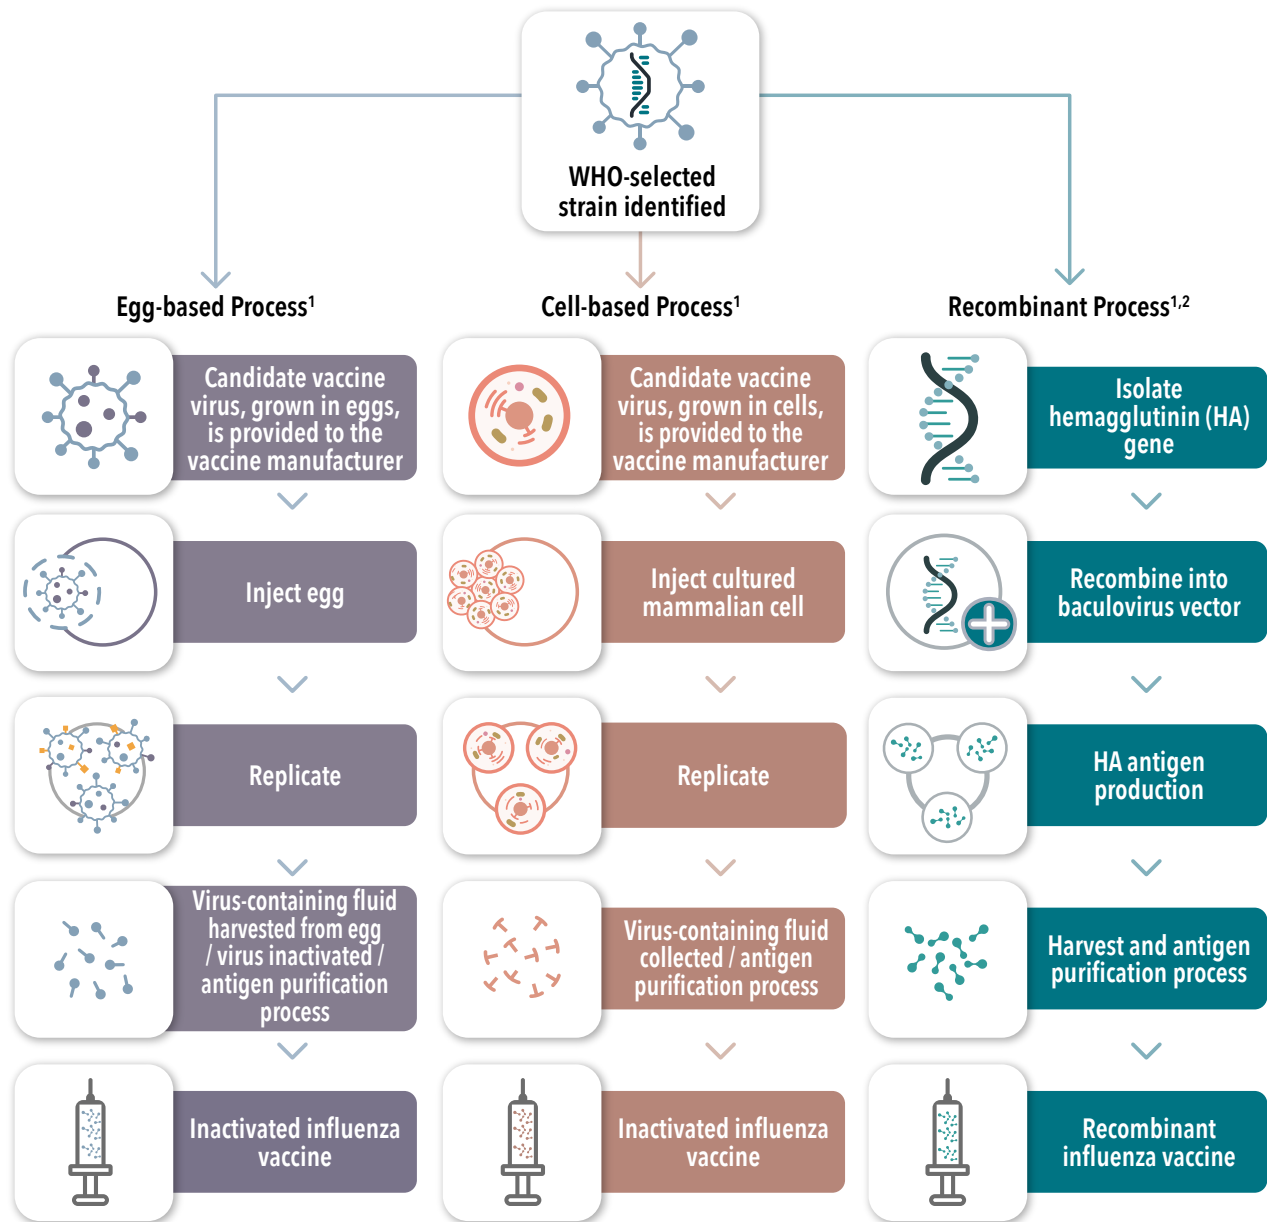 WHO-selected
strain identified
Egg-based Process¹
Candidate vaccine
virus, grown in eggs,
is provided to the
vaccine manufacturer
Inject egg
Replicate
Virus-containing fluid
harvested from egg
/ virus inactivated /
antigen purification
process
Inactivated influenza
vaccine
Cell-based Process¹
Candidate vaccine
virus, grown in cells,
is provided to the
vaccine manufacturer
Inject cultured
mammalian cell
Replicate
Virus-containing fluid
collected / antigen
purification process
Inactivated influenza
vaccine
Recombinant Process¹,²
Isolate
hemagglutinin (HA)
gene
Recombine into
baculovirus vector
HA antigen
production
Harvest and antigen
purification process
Recombinant
influenza vaccine